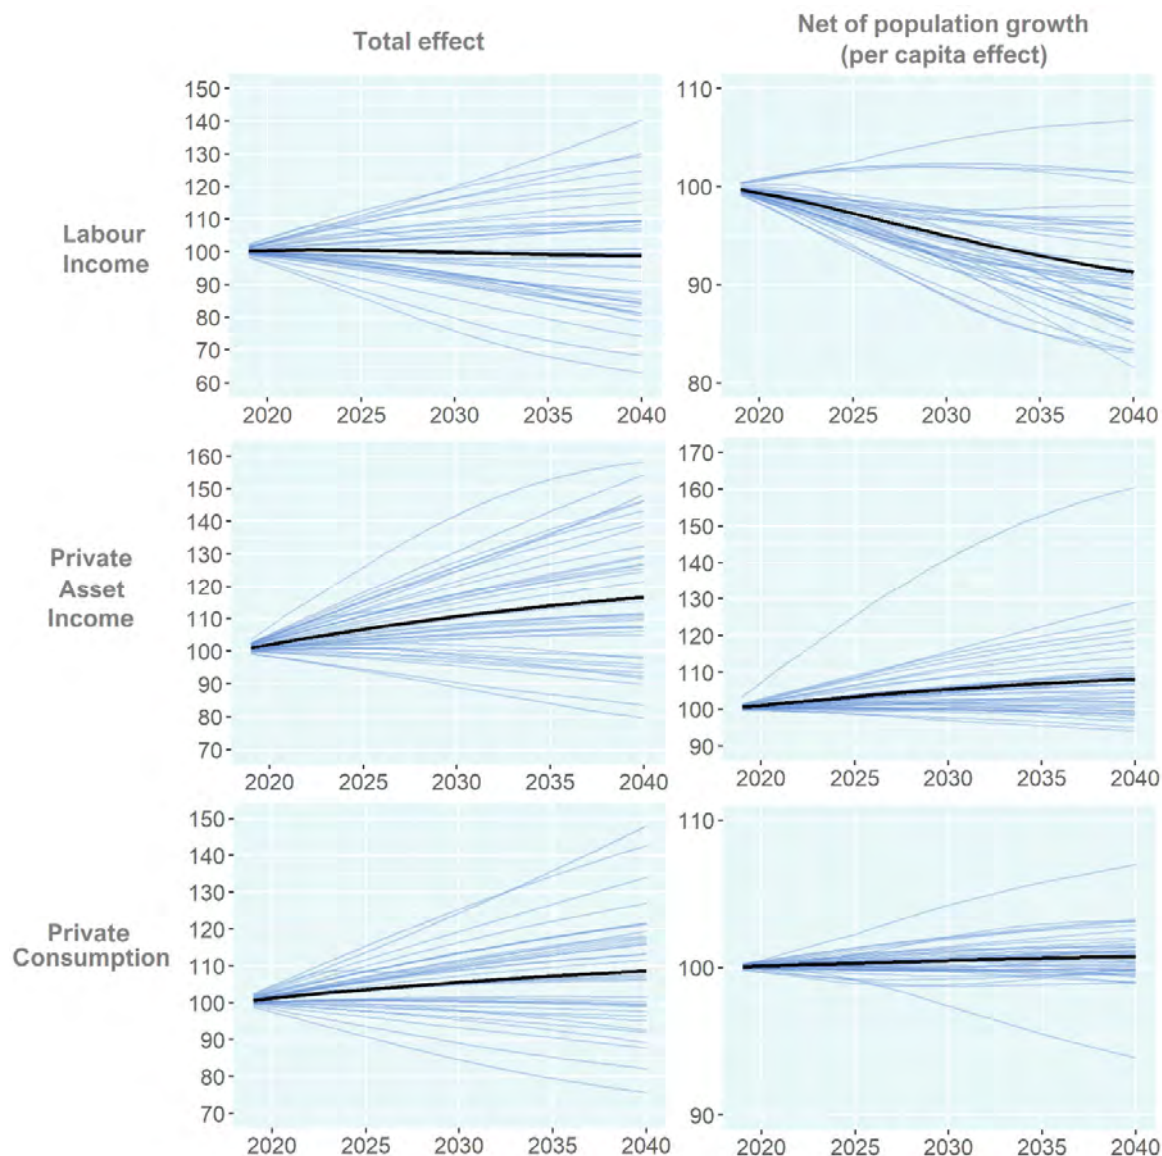 Total effect
Net of population growth
(per capita effect)
Labour
Income
150
140
130
120
110
100
90
80
70
60
2020 2025 2030 2035 2040
110
100
90
80
2020 2025 2030 2035 2040
Private
Asset
Income
160
150
140
130
120
110
100
90
80
70
2020 2025 2030 2035 2040
170
160
150
140
130
120
110
100
90
2020 2025 2030 2035 2040
Private
Consumption
150
140
130
120
110
100
90
80
70
2020 2025 2030 2035 2040
110
100
90
2020 2025 2030 2035 2040